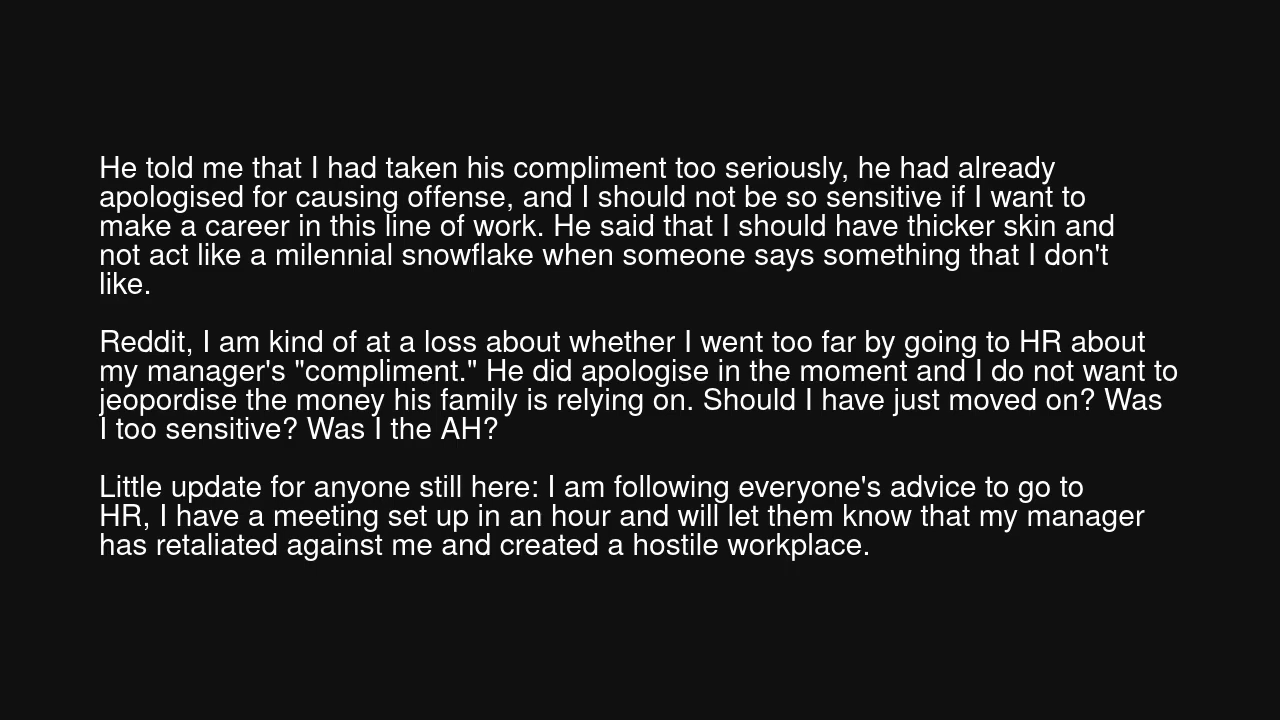 He told me that I had taken his compliment too seriously, he had already
apologised for causing offense, and I should not be so sensitive if I want to
make a career in this line of work. He said that I should have thicker skin and
not act like a milennial snowflake when someone says something that I don't
like.
Reddit, I am kind of at a loss about whether I went too far by going to HR about
my manager's "compliment." He did apologise in the moment and I do not want to
jeopordise the money his family is relying on. Should I have just moved on? Was
I too sensitive? Was I the AH?
Little update for anyone still here: I am following everyone's advice to go to
HR, I have a meeting set up in an hour and will let them know that my manager
has retaliated against me and created a hostile workplace.